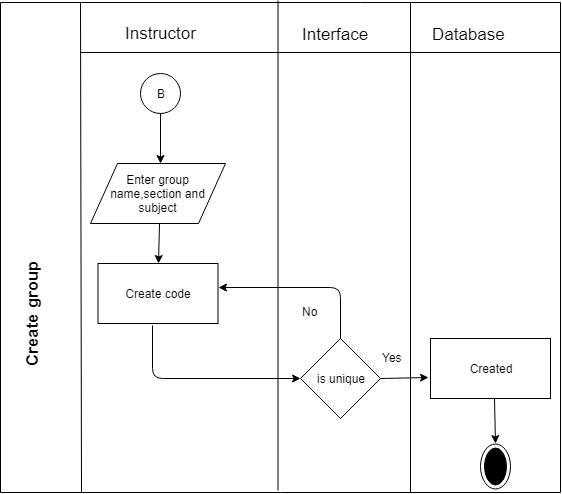 Instructor
Interface
Database
B
Enter group
name,section and
subject
Create code
No
is unique
Yes
Created
Create group